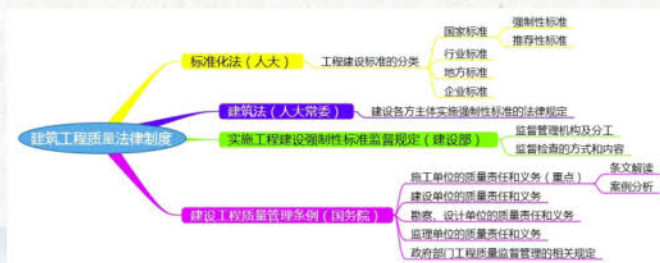 建筑工程质量法律制度
标准化法（人大）
工程建设标准的分类
国家标准
强制性标准
推荐性标准
行业标准
地方标准
企业标准
建筑法（人大常委）
建设各方主体实施强制性标准的法律规定
实施工程建设强制性标准监督规定（建设部）
监督管理机构及分工
监督检查的方式和内容
建设工程质量管理条例（国务院）
施工单位的质量责任和义务（重点）
条文解读
案例分析
建设单位的质量责任和义务
勘察、设计单位的质量责任和义务
监理单位的质量责任和义务
政府部门工程质量监督管理的相关规定